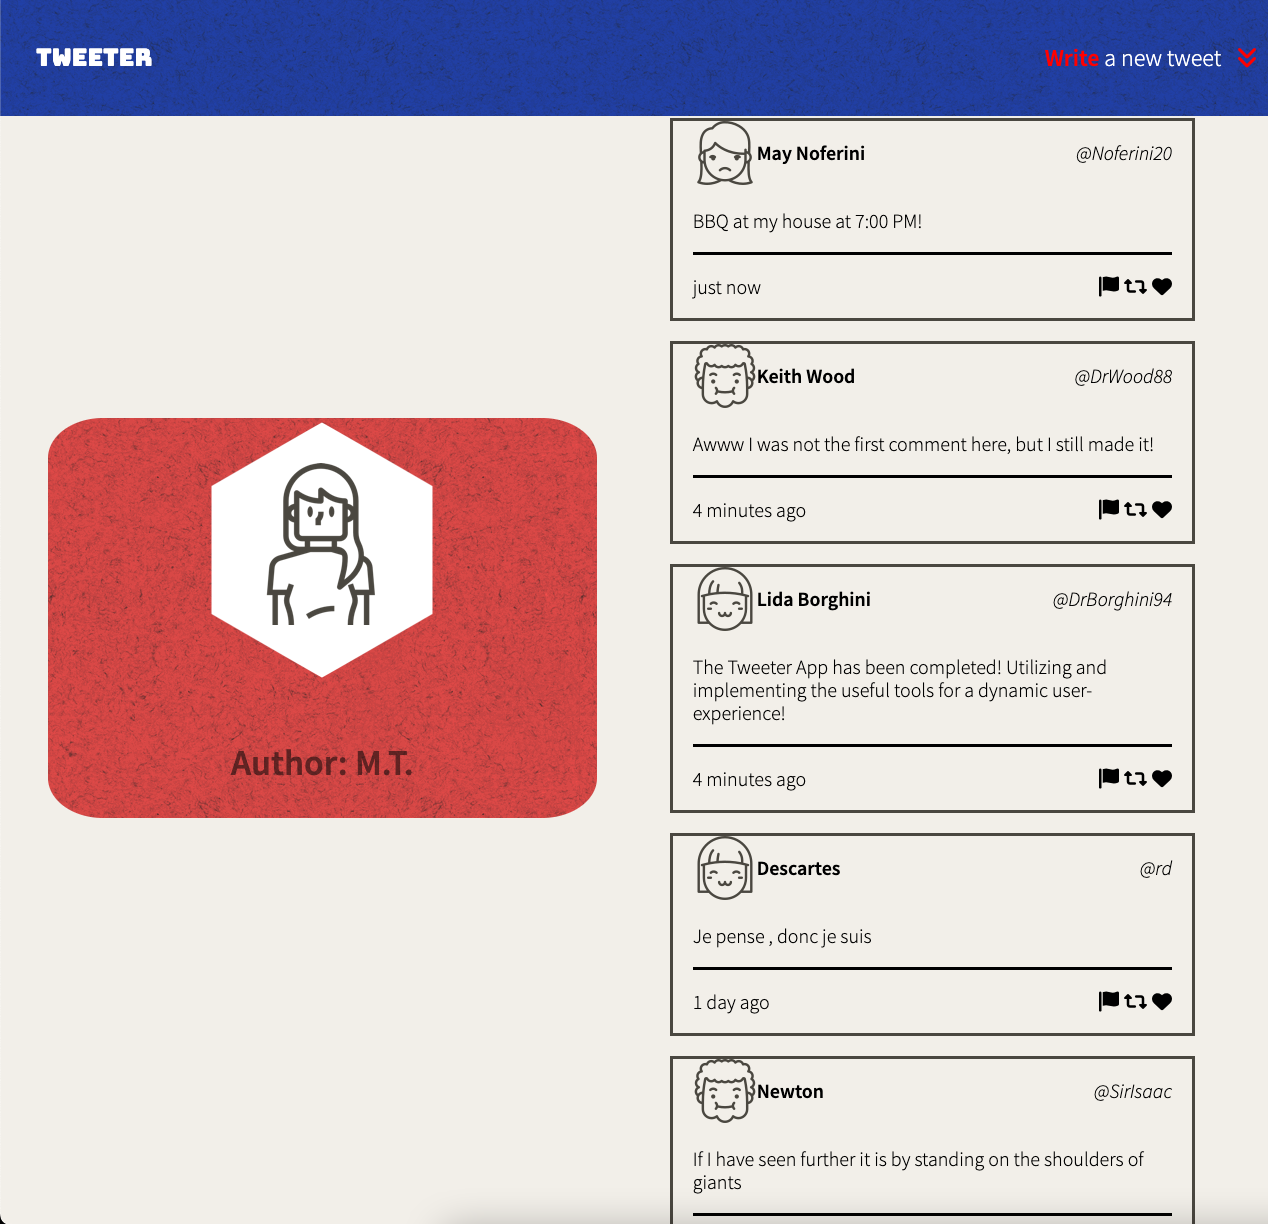 TWEETER
Write a new tweet
Author: M.T.
May Noferini
@Noferini20
BBQ at my house at 7:00 PM!
just now
Keith Wood
@DrWood88
Awww I was not the first comment here, but I still made it!
4 minutes ago
Lida Borghini
@DrBorghini94
The Tweeter App has been completed! Utilizing and
implementing the useful tools for a dynamic user-
experience!
4 minutes ago
Descartes
@rd
Je pense , donc je suis
1 day ago
Newton
@SirIsaac
If I have seen further it is by standing on the shoulders of
giants